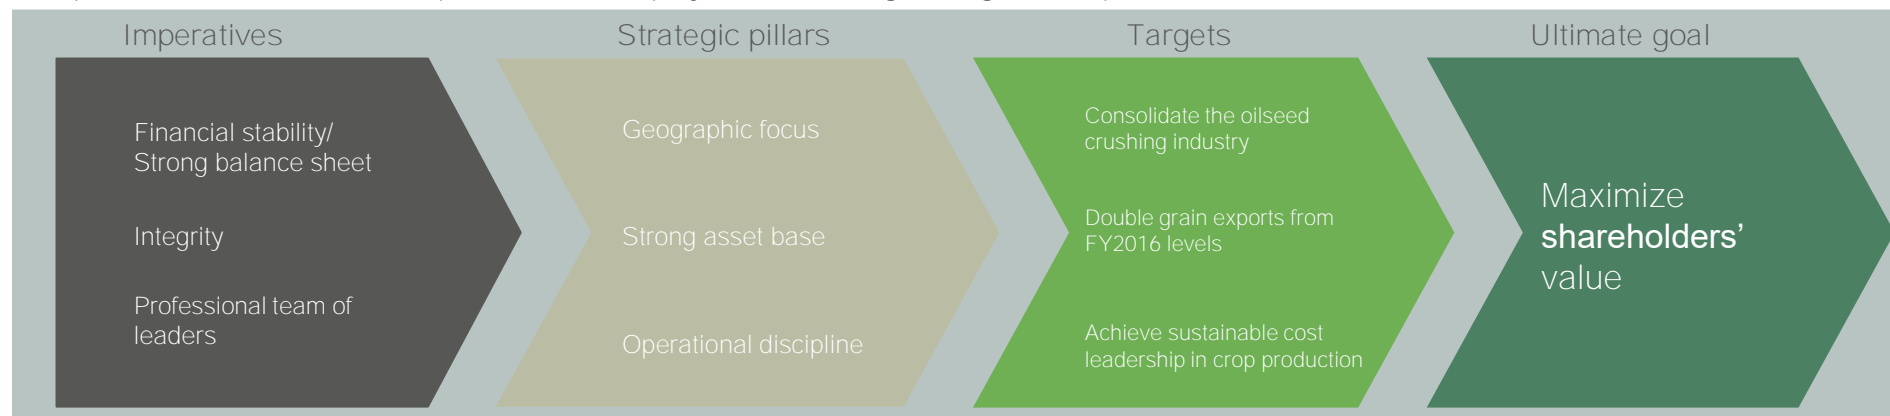 Imperatives
Strategic pillars
Targets
Ultimate goal
Financial stability/
Strong balance sheet
Integrity
Professional team of
leaders
Geographic focus
Strong asset base
Operational discipline
Consolidate the oilseed
crushing industry
Double grain exports from
FY2016 levels
Achieve sustainable cost
leadership in crop production
Maximize
shareholders’
value